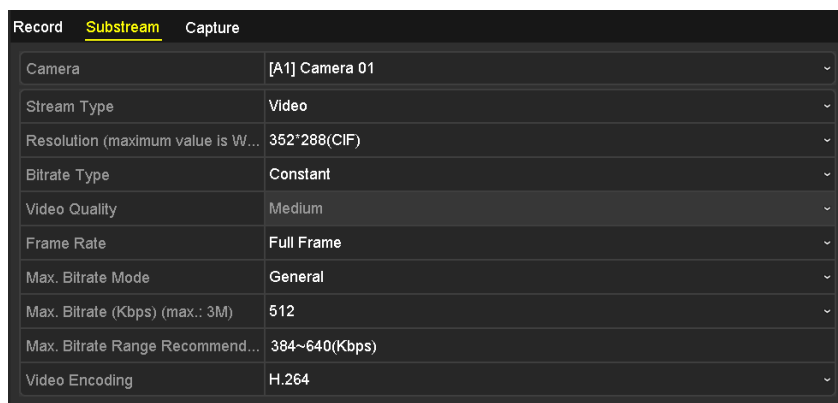 Record Substream Capture
Camera [A1] Camera 01
Stream Type Video
Resolution (maximum value is W... 352*288(CIF)
Bitrate Type Constant
Video Quality Medium
Frame Rate Full Frame
Max. Bitrate Mode General
Max. Bitrate (Kbps) (max.: 3M) 512
Max. Bitrate Range Recommend... 384~640(Kbps)
Video Encoding H.264